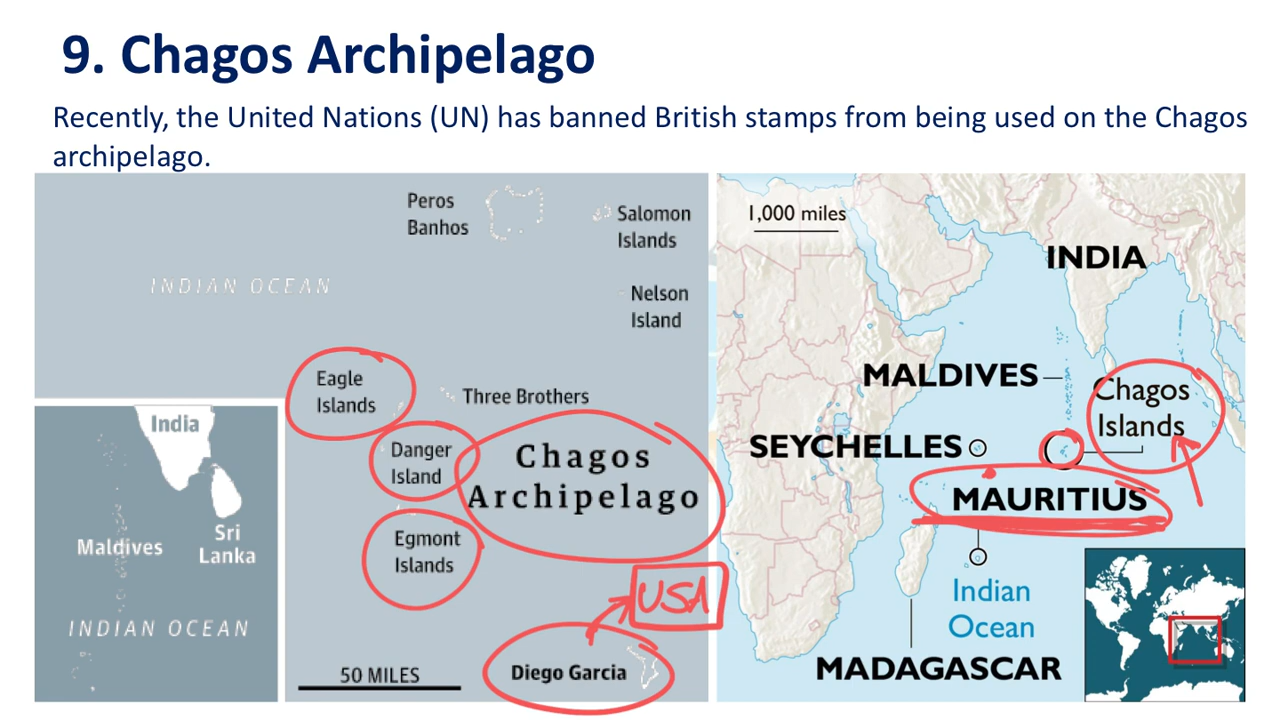 9. Chagos Archipelago
Recently, the United Nations (UN) has banned British stamps from being used on the Chagos
archipelago.
Peros
Banhos
Salomon
Islands
INDIAN OCEAN
Nelson
Island
Eagle
Islands
Three Brothers
Danger
Island
Chagos
Archipelago
Egmont
Islands
USA
Diego Garcia
50 MILES
India
Maldives
Sri
Lanka
INDIAN OCEAN
1,000 miles
INDIA
MALDIVES
Chagos
Islands
SEYCHELLES
MAURITIUS
Indian
Ocean
MADAGASCAR